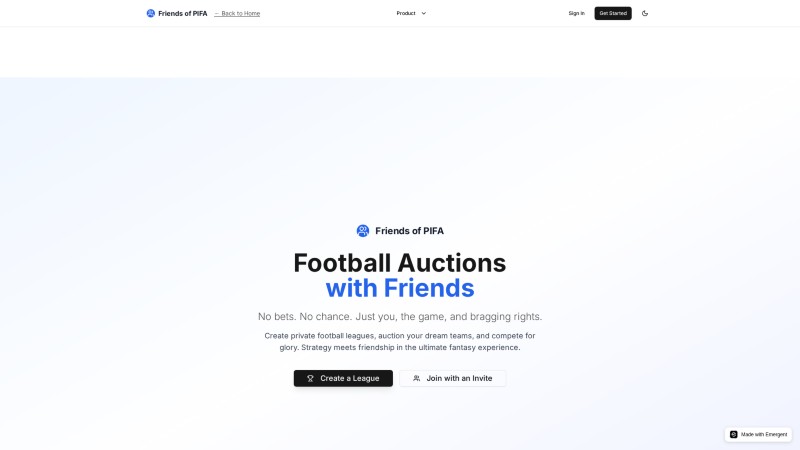 Friends of PIFA
← Back to Home
Product
Sign In
Get Started
Friends of PIFA
Football Auctions
with Friends
No bets. No chance. Just you, the game, and bragging rights.
Create private football leagues, auction your dream teams, and compete for
glory. Strategy meets friendship in the ultimate fantasy experience.
Create a League
Join with an Invite
Made with Emergent